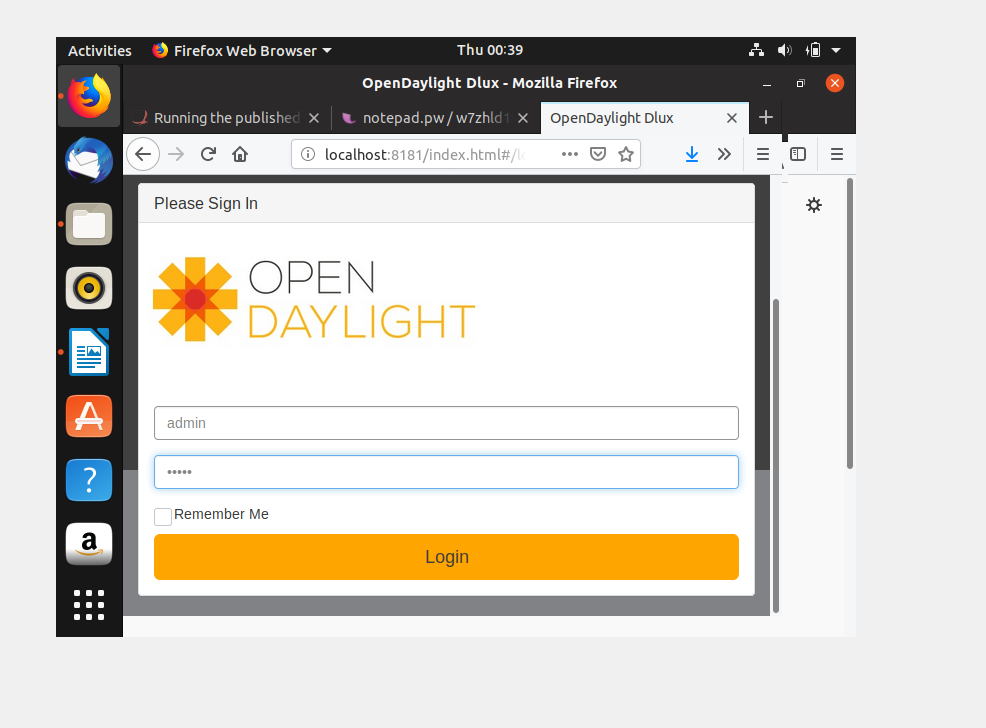 Activities Firefox Web Browser Thu 00:39
OpenDaylight Dlux - Mozilla Firefox
Running the published notepad.pw / w7zhld1 OpenDaylight Dlux
localhost:8181/index.html#/l
Please Sign In
OPEN
DAYLIGHT
admin
•••••
Remember Me
Login
?
a